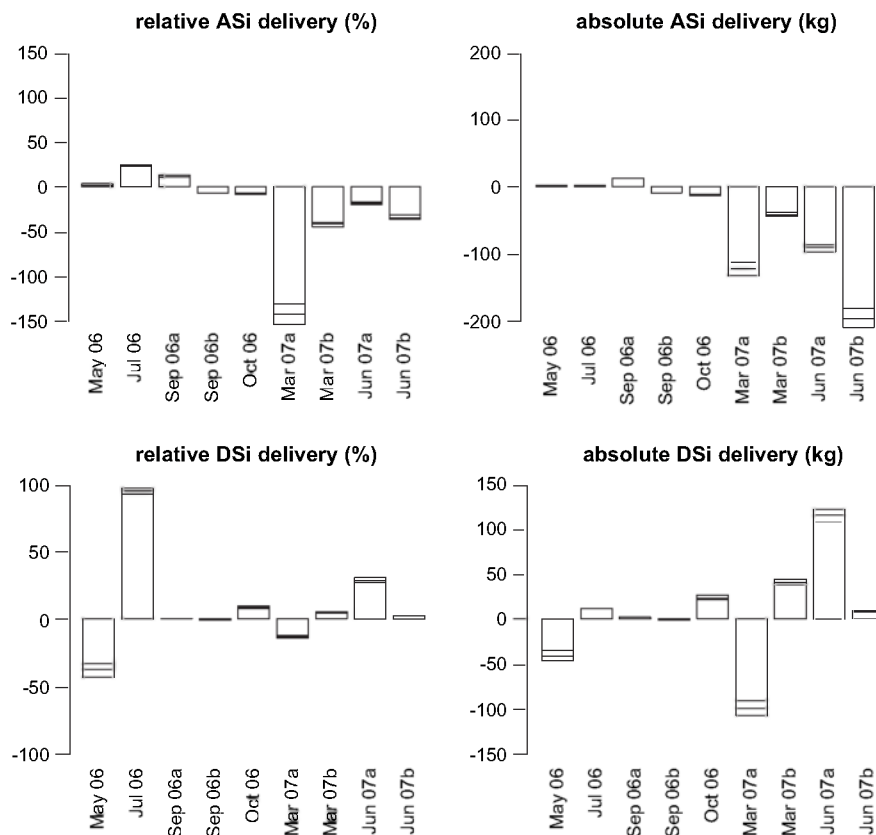 relative ASi delivery (%)
150
100
50
0
-50
-100
-150
May 06
Jul 06
Sep 06a
Sep 06b
Oct 06
Mar 07a
Mar 07b
Jun 07a
Jun 07b
absolute ASi delivery (kg)
200
100
0
-100
-200
May 06
Jul 06
Sep 06a
Sep 06b
Oct 06
Mar 07a
Mar 07b
Jun 07a
Jun 07b
relative DSi delivery (%)
100
50
0
-50
-100
May 06
Jul 06
Sep 06a
Sep 06b
Oct 06
Mar 07a
Mar 07b
Jun 07a
Jun 07b
absolute DSi delivery (kg)
150
100
50
0
-50
-100
-150
May 06
Jul 06
Sep 06a
Sep 06b
Oct 06
Mar 07a
Mar 07b
Jun 07a
Jun 07b